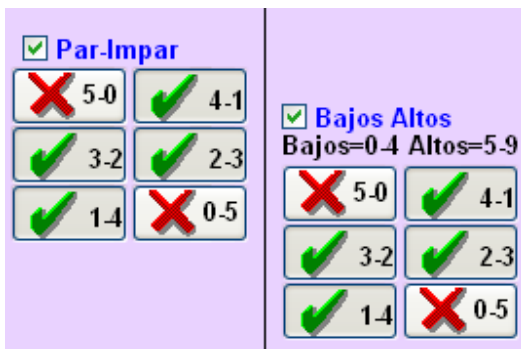 Par-Impar
5-0 4-1
3-2 2-3
1-4 0-5
Bajos Altos
Bajos=0-4 Altos=5-9
5-0 4-1
3-2 2-3
1-4 0-5